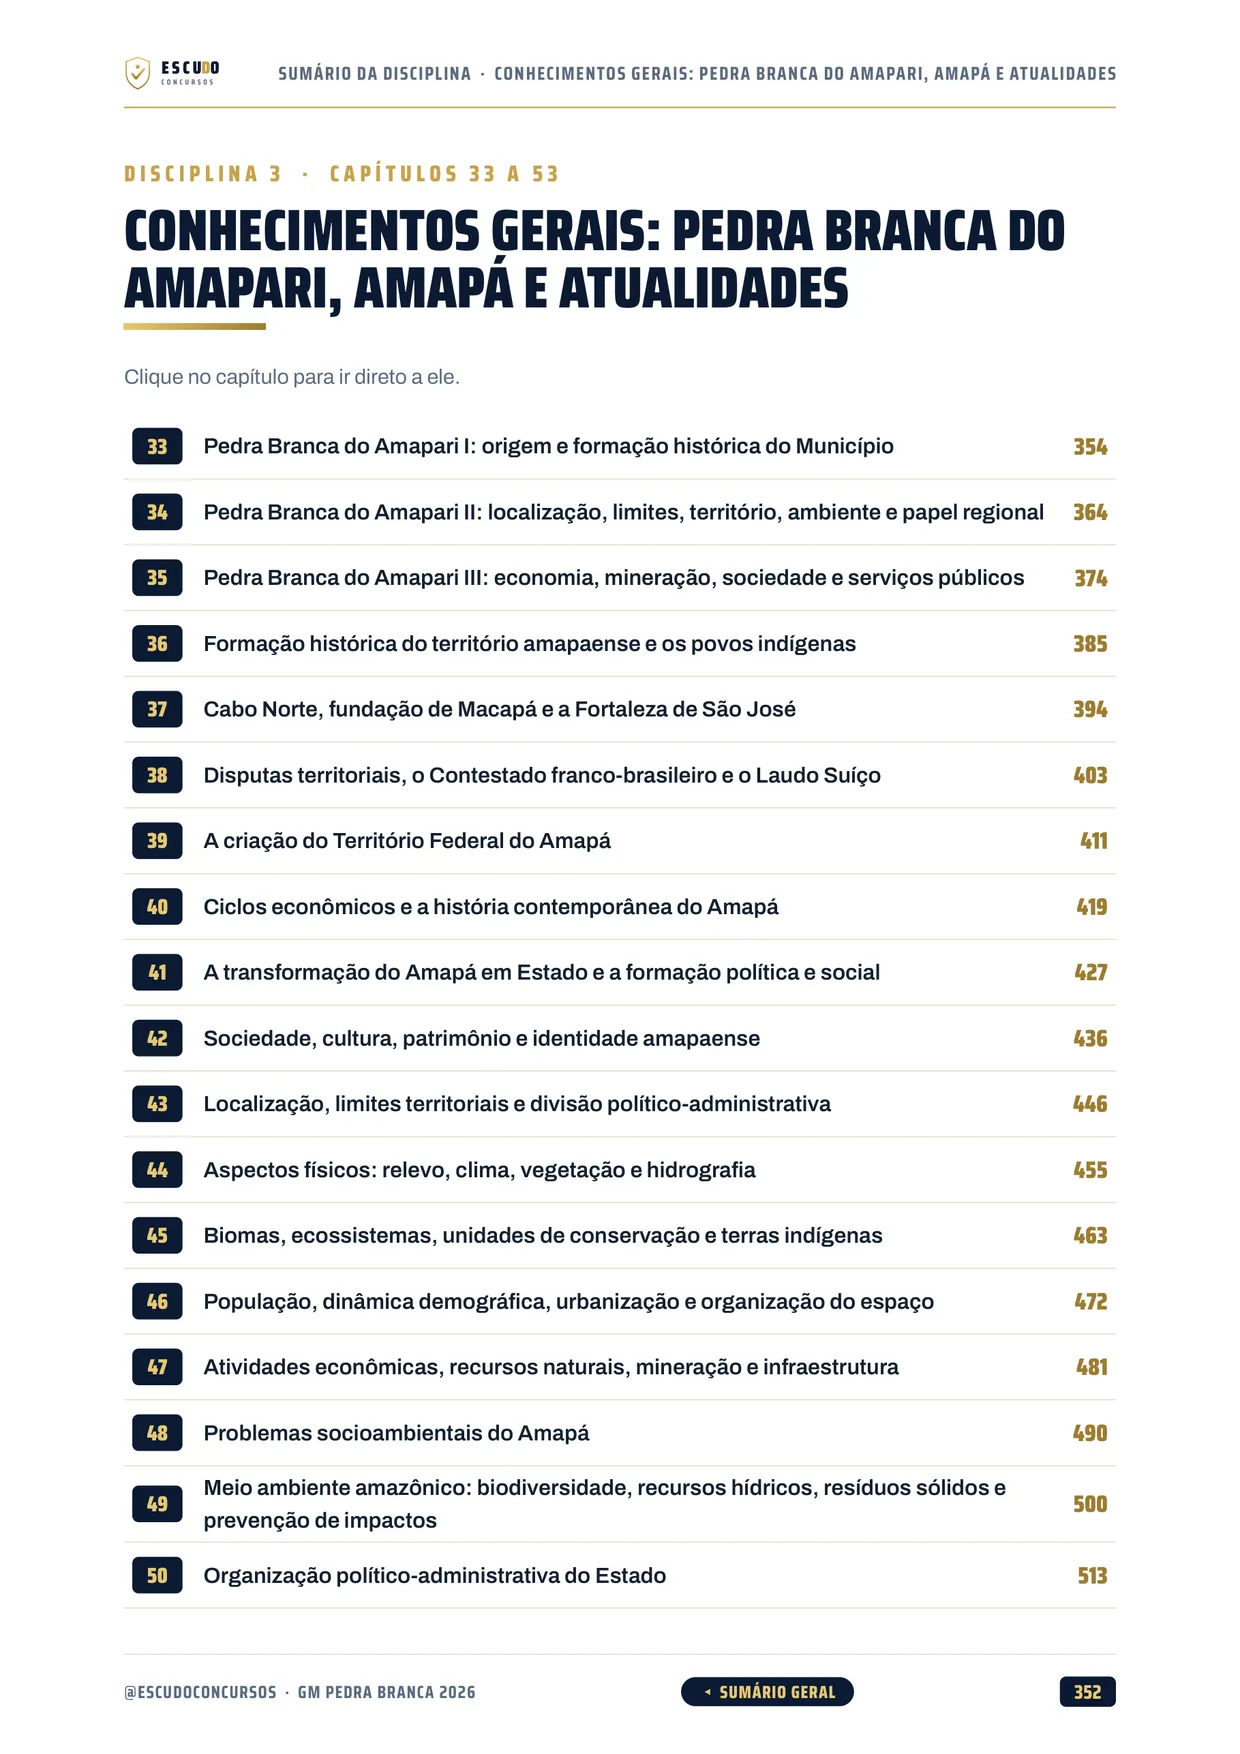 ESCUDO
CONCURSOS
SUMÁRIO DA DISCIPLINA · CONHECIMENTOS GERAIS: PEDRA BRANCA DO AMAPARI, AMAPÁ E ATUALIDADES
DISCIPLINA 3 · CAPÍTULOS 33 A 53
CONHECIMENTOS GERAIS: PEDRA BRANCA DO
AMAPARI, AMAPÁ E ATUALIDADES
Clique no capítulo para ir direto a ele.
33 Pedra Branca do Amapari I: origem e formação histórica do Município 354
34 Pedra Branca do Amapari II: localização, limites, território, ambiente e papel regional 364
35 Pedra Branca do Amapari III: economia, mineração, sociedade e serviços públicos 374
36 Formação histórica do território amapaense e os povos indígenas 385
37 Cabo Norte, fundação de Macapá e a Fortaleza de São José 394
38 Disputas territoriais, o Contestado franco-brasileiro e o Laudo Suíço 403
39 A criação do Território Federal do Amapá 411
40 Ciclos econômicos e a história contemporânea do Amapá 419
41 A transformação do Amapá em Estado e a formação política e social 427
42 Sociedade, cultura, patrimônio e identidade amapaense 436
43 Localização, limites territoriais e divisão político-administrativa 446
44 Aspectos físicos: relevo, clima, vegetação e hidrografia 455
45 Biomas, ecossistemas, unidades de conservação e terras indígenas 463
46 População, dinâmica demográfica, urbanização e organização do espaço 472
47 Atividades econômicas, recursos naturais, mineração e infraestrutura 481
48 Problemas socioambientais do Amapá 490
49 Meio ambiente amazônico: biodiversidade, recursos hídricos, resíduos sólidos e
prevenção de impactos 500
50 Organização político-administrativa do Estado 513
@ESCUDOCONCURSOS · GM PEDRA BRANCA 2026
◂ SUMÁRIO GERAL
352